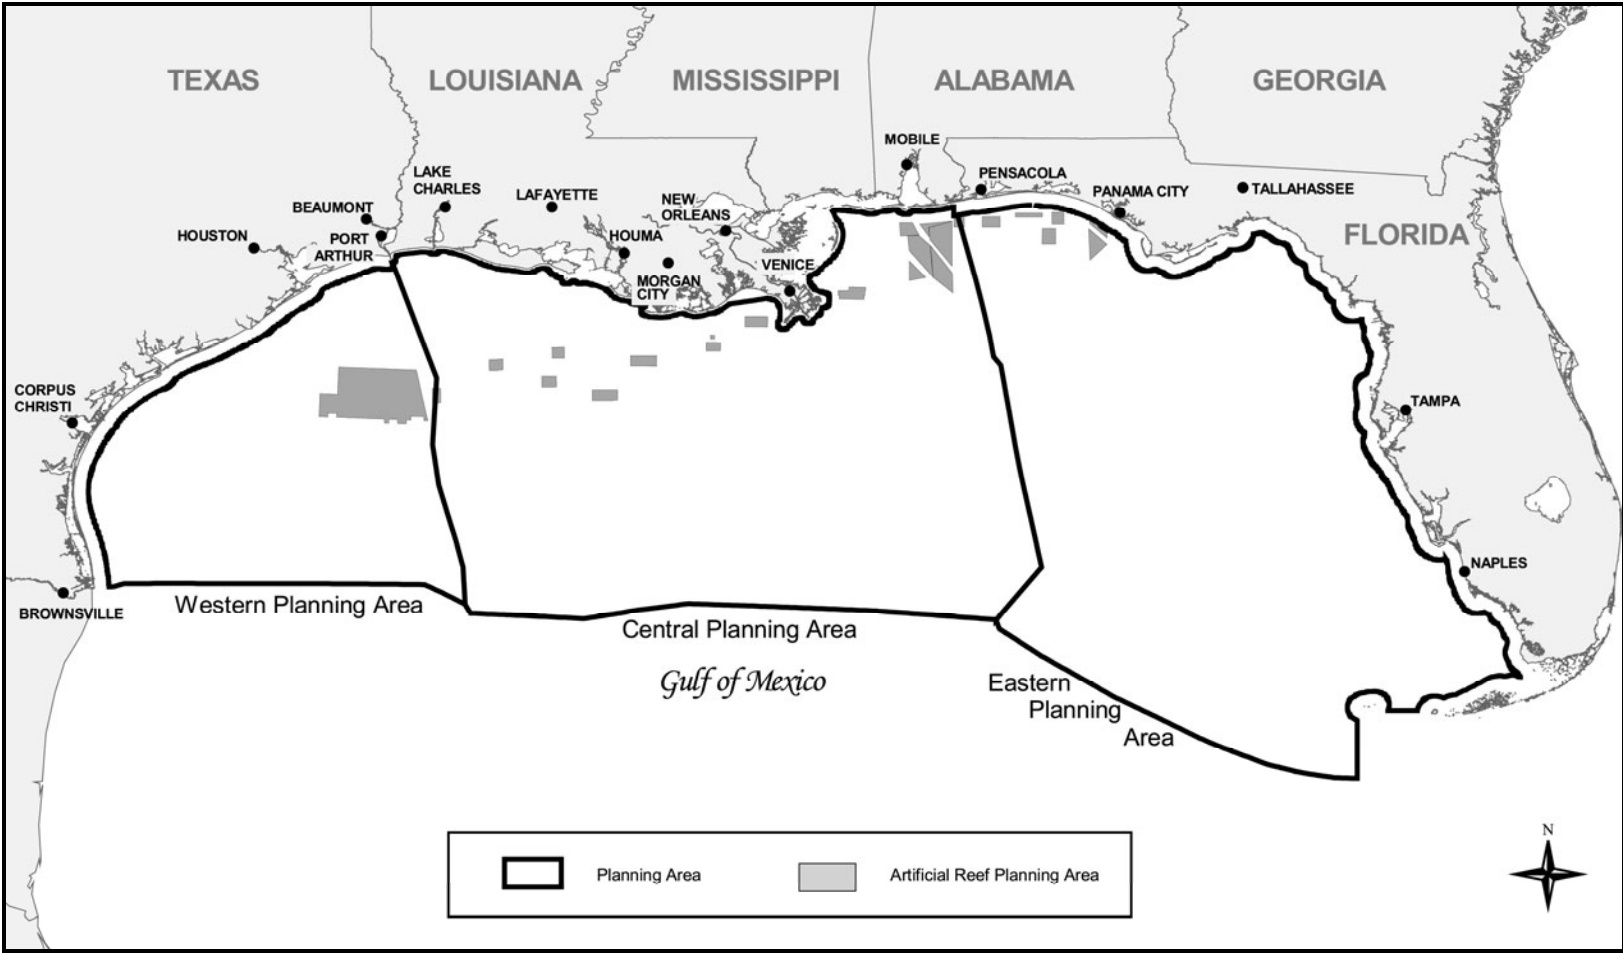 TEXAS
LOUISIANA
MISSISSIPPI
ALABAMA
GEORGIA
MOBILE
LAKE
CHARLES
PENSACOLA
PANAMA CITY
TALLAHASSEE
BEAUMONT
LAFAYETTE
NEW
ORLEANS
HOUSTON
PORT
ARTHUR
HOUMA
FLORIDA
VENICE
MORGAN
CITY
CORPUS
CHRISTI
TAMPA
NAPLES
BROWNSVILLE
Western Planning Area
Central Planning Area
Gulf of Mexico
Eastern
Planning
Area
N
Planning Area
Artificial Reef Planning Area